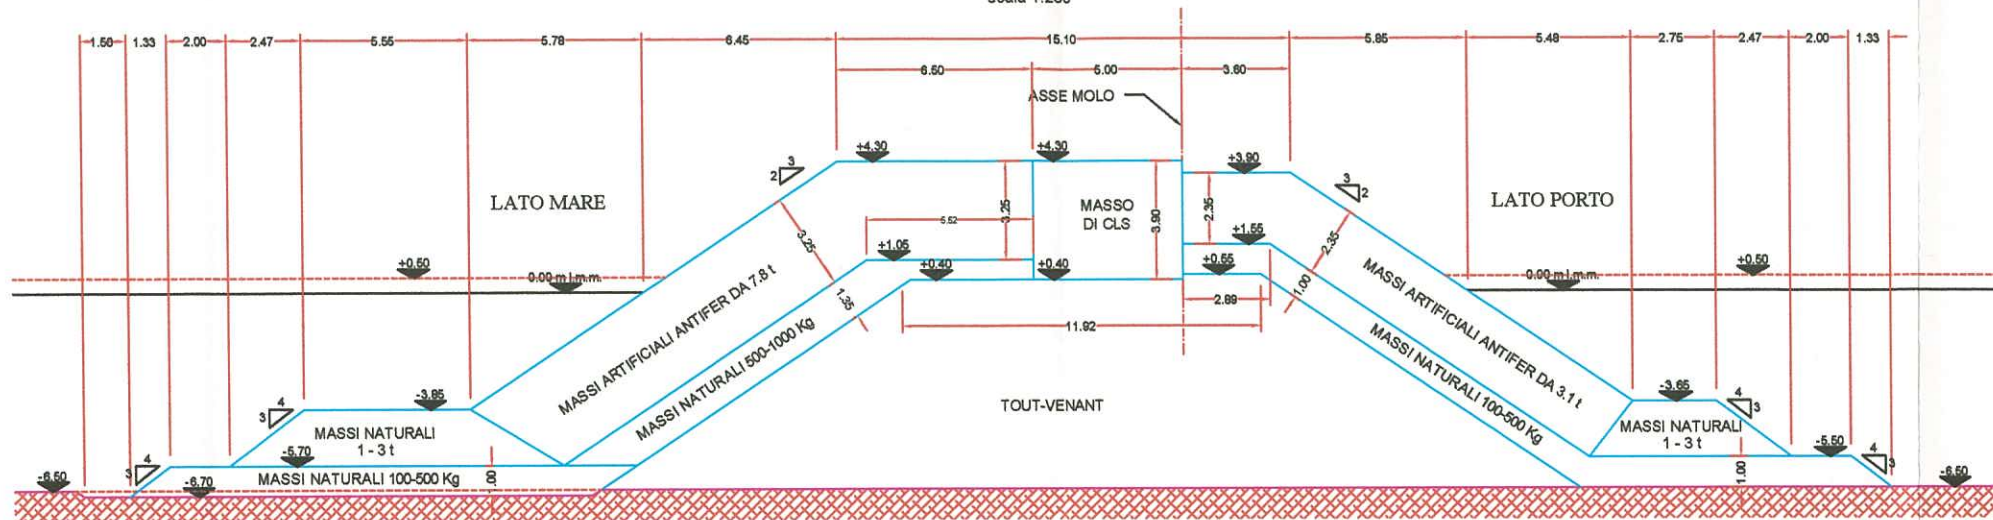 1.50 1.33 2.00 2.47 5.55 5.78 6.45 15.10 5.85 5.48 2.75 2.47 2.00 1.33
6.50 5.00 3.60
ASSE MOLO
+4.30 +4.30 +3.90
3 2
3 2
LATO MARE
LATO PORTO
MASSO
DI CLS
3.25 3.90 2.35
5.52
3.25
2.35
+1.05 +1.55
+0.50 +0.40 +0.40 +0.55 +0.50
0.00 m l.m.m. 0.00 m l.m.m.
1.35
1.00
2.89
11.92
MASSI ARTIFICIALI ANTIFER DA 7.8 t
MASSI NATURALI 500-1000 Kg
MASSI ARTIFICIALI ANTIFER DA 3.1 t
MASSI NATURALI 100-500 Kg
TOUT-VENANT
-3.85 -3.65
4 3
4 3
MASSI NATURALI
1 - 3 t
MASSI NATURALI
1 - 3 t
-5.70 -5.50
4 3
4 3
MASSI NATURALI 100-500 Kg
1.00
-6.50 -6.70 -6.50